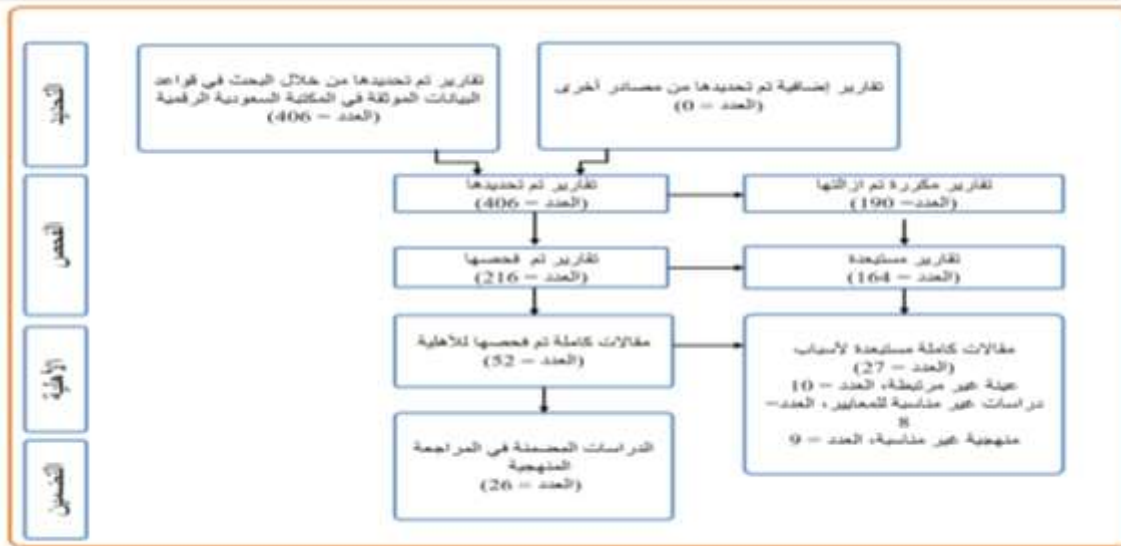 التحديد
تقارير تم تحديدها من خلال البحث في قواعد
البيانات الموثقة في المكتبة السعودية الرقمية
(العدد = 406)
تقارير إضافية تم تحديدها من مصادر أخرى
(العدد = 0)
الفحص
تقارير تم تحديدها
(العدد = 406)
تقارير مكررة تم ازالتها
(العدد= 190)
تقارير تم فحصها
(العدد = 216)
تقارير مستبعدة
(العدد = 164)
الأهلية
مقالات كاملة تم فحصها للأهلية
(العدد = 52)
مقالات كاملة مستبعدة لأسباب
(العدد = 27)
عينة غير مرتبطة، العدد = 10
دراسات غير مناسبة للمعايير، العدد=
8
منهجية غير مناسبة، العدد = 9
التضمين
الدراسات المضمنة في المراجعة
المنهجية
(العدد = 26)